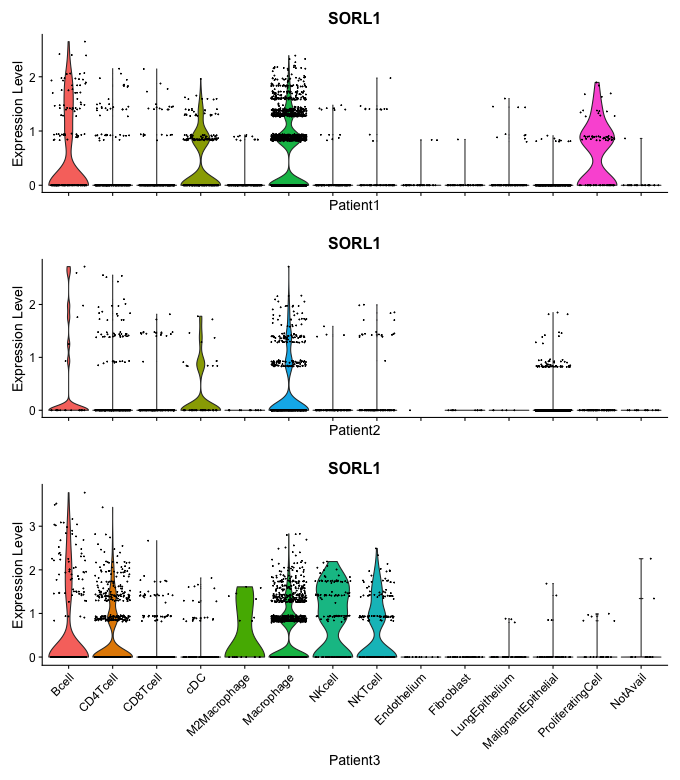 SORL1
Expression Level
2
1
0
Patient1
SORL1
Expression Level
2
1
0
Patient2
SORL1
Expression Level
3
2
1
0
Bcell
CD4Tcell
CD8Tcell
cDC
M2Macrophage
Macrophage
NKcell
NKTcell
Endothelium
Fibroblast
LungEpithelium
MalignantEpithelial
ProliferatingCell
NotAvail
Patient3